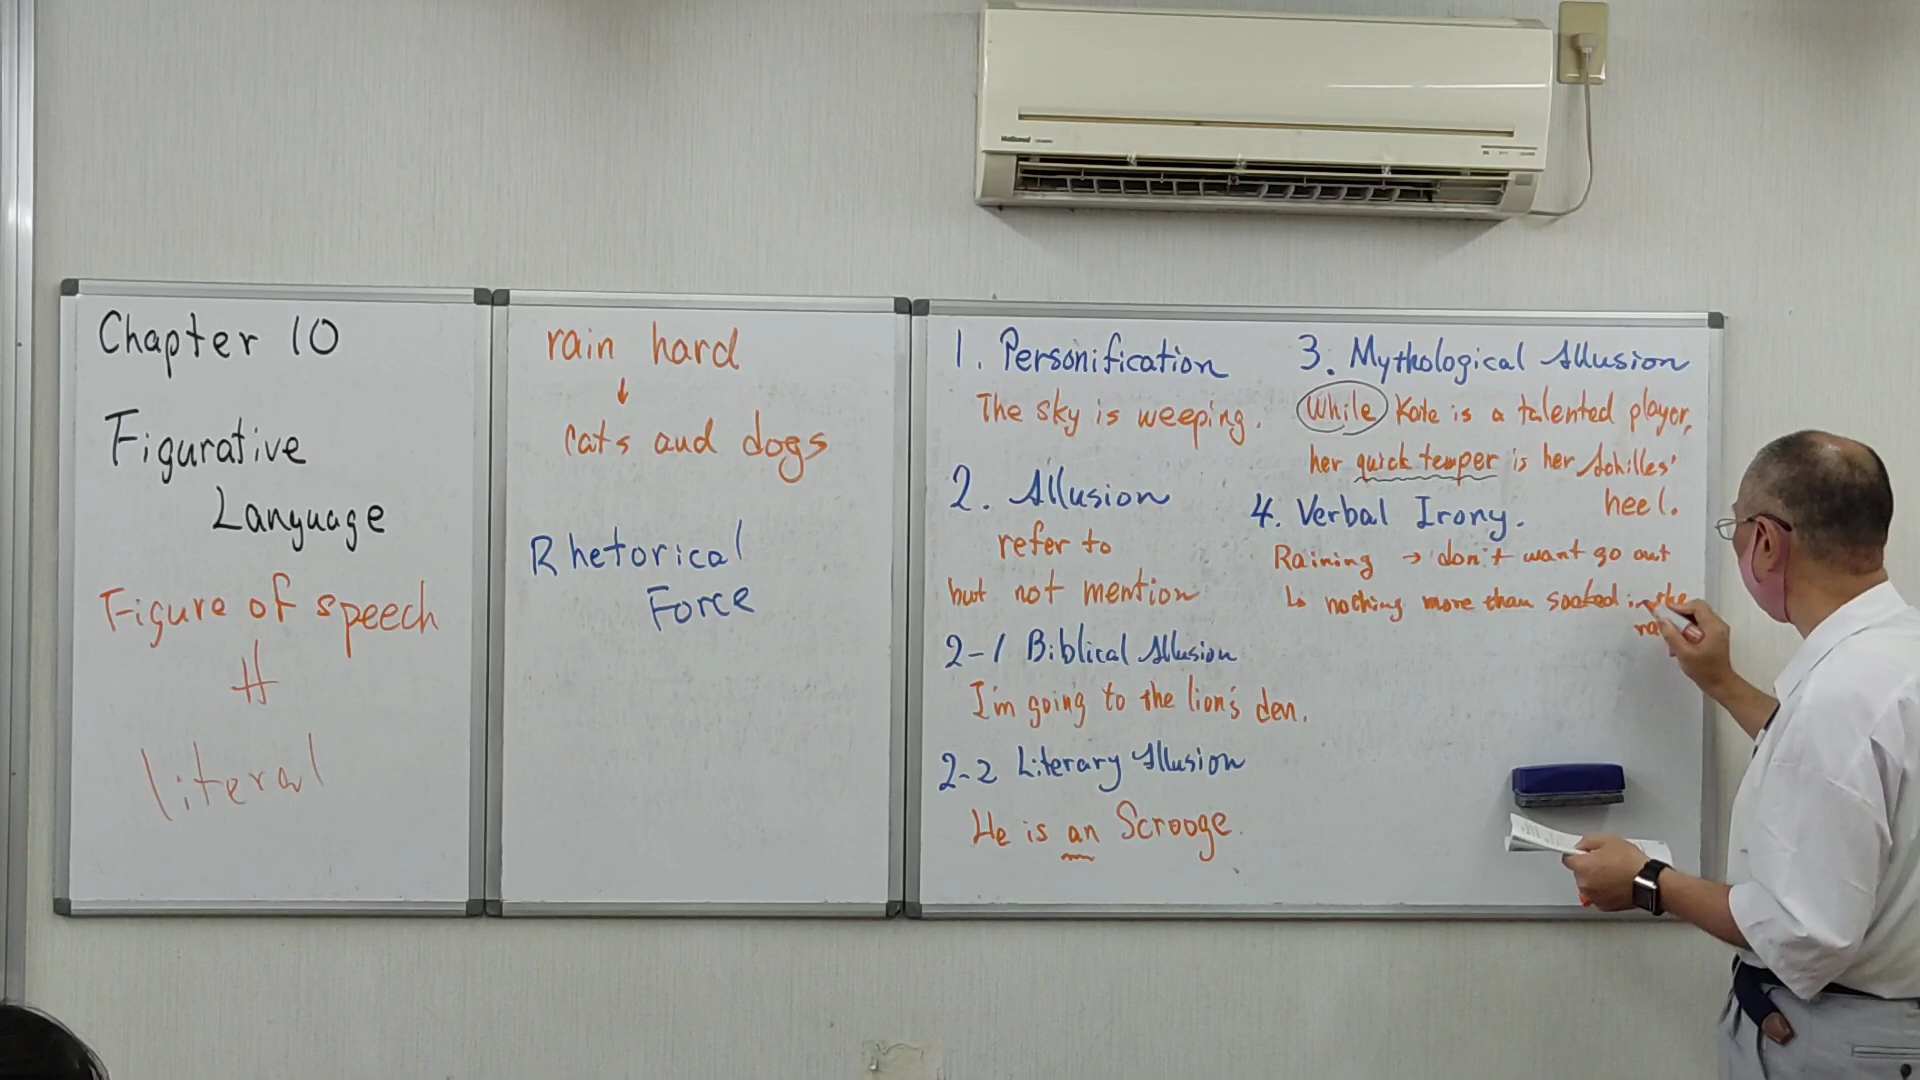 Chapter 10
Figurative
Language
Figure of speech
literal
rain hard
↓
cats and dogs
Rhetorical
Force
1. Personification
The sky is weeping.
2. Allusion
refer to
but not mention
2-1 Biblical Allusion
I'm going to the lion's den.
2-2 Literary Allusion
He is an Scrooge.
3. Mythological Allusion
While Kate is a talented player,
her quick temper is her Achilles'
heel.
4. Verbal Irony.
Raining → don't want go out
↳ nothing more than soaked in the
National